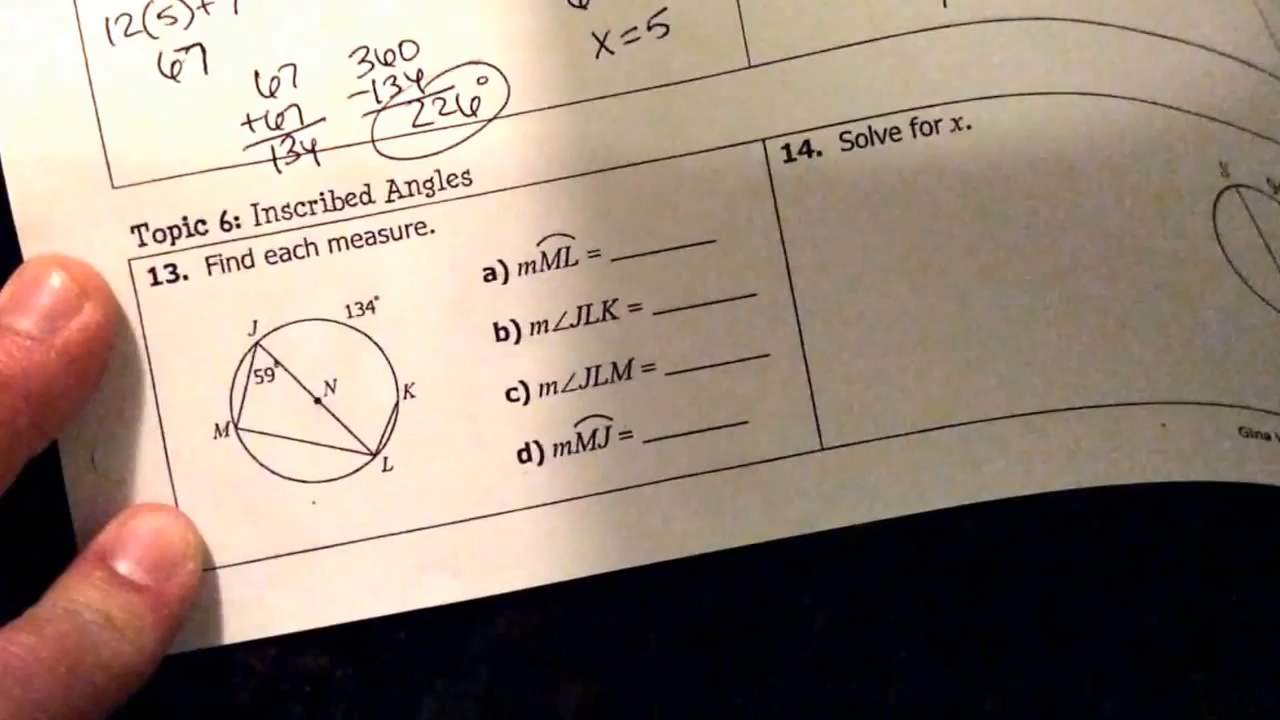 12(5)+7
67
67
+67
134
360
-134
226°
x=5
Topic 6: Inscribed Angles
13. Find each measure.
J
134°
59°
N
K
M
L
a) mML = ______
b) m∠JLK = ______
c) m∠JLM = ______
d) mMJ = ______
14. Solve for x.
Gina